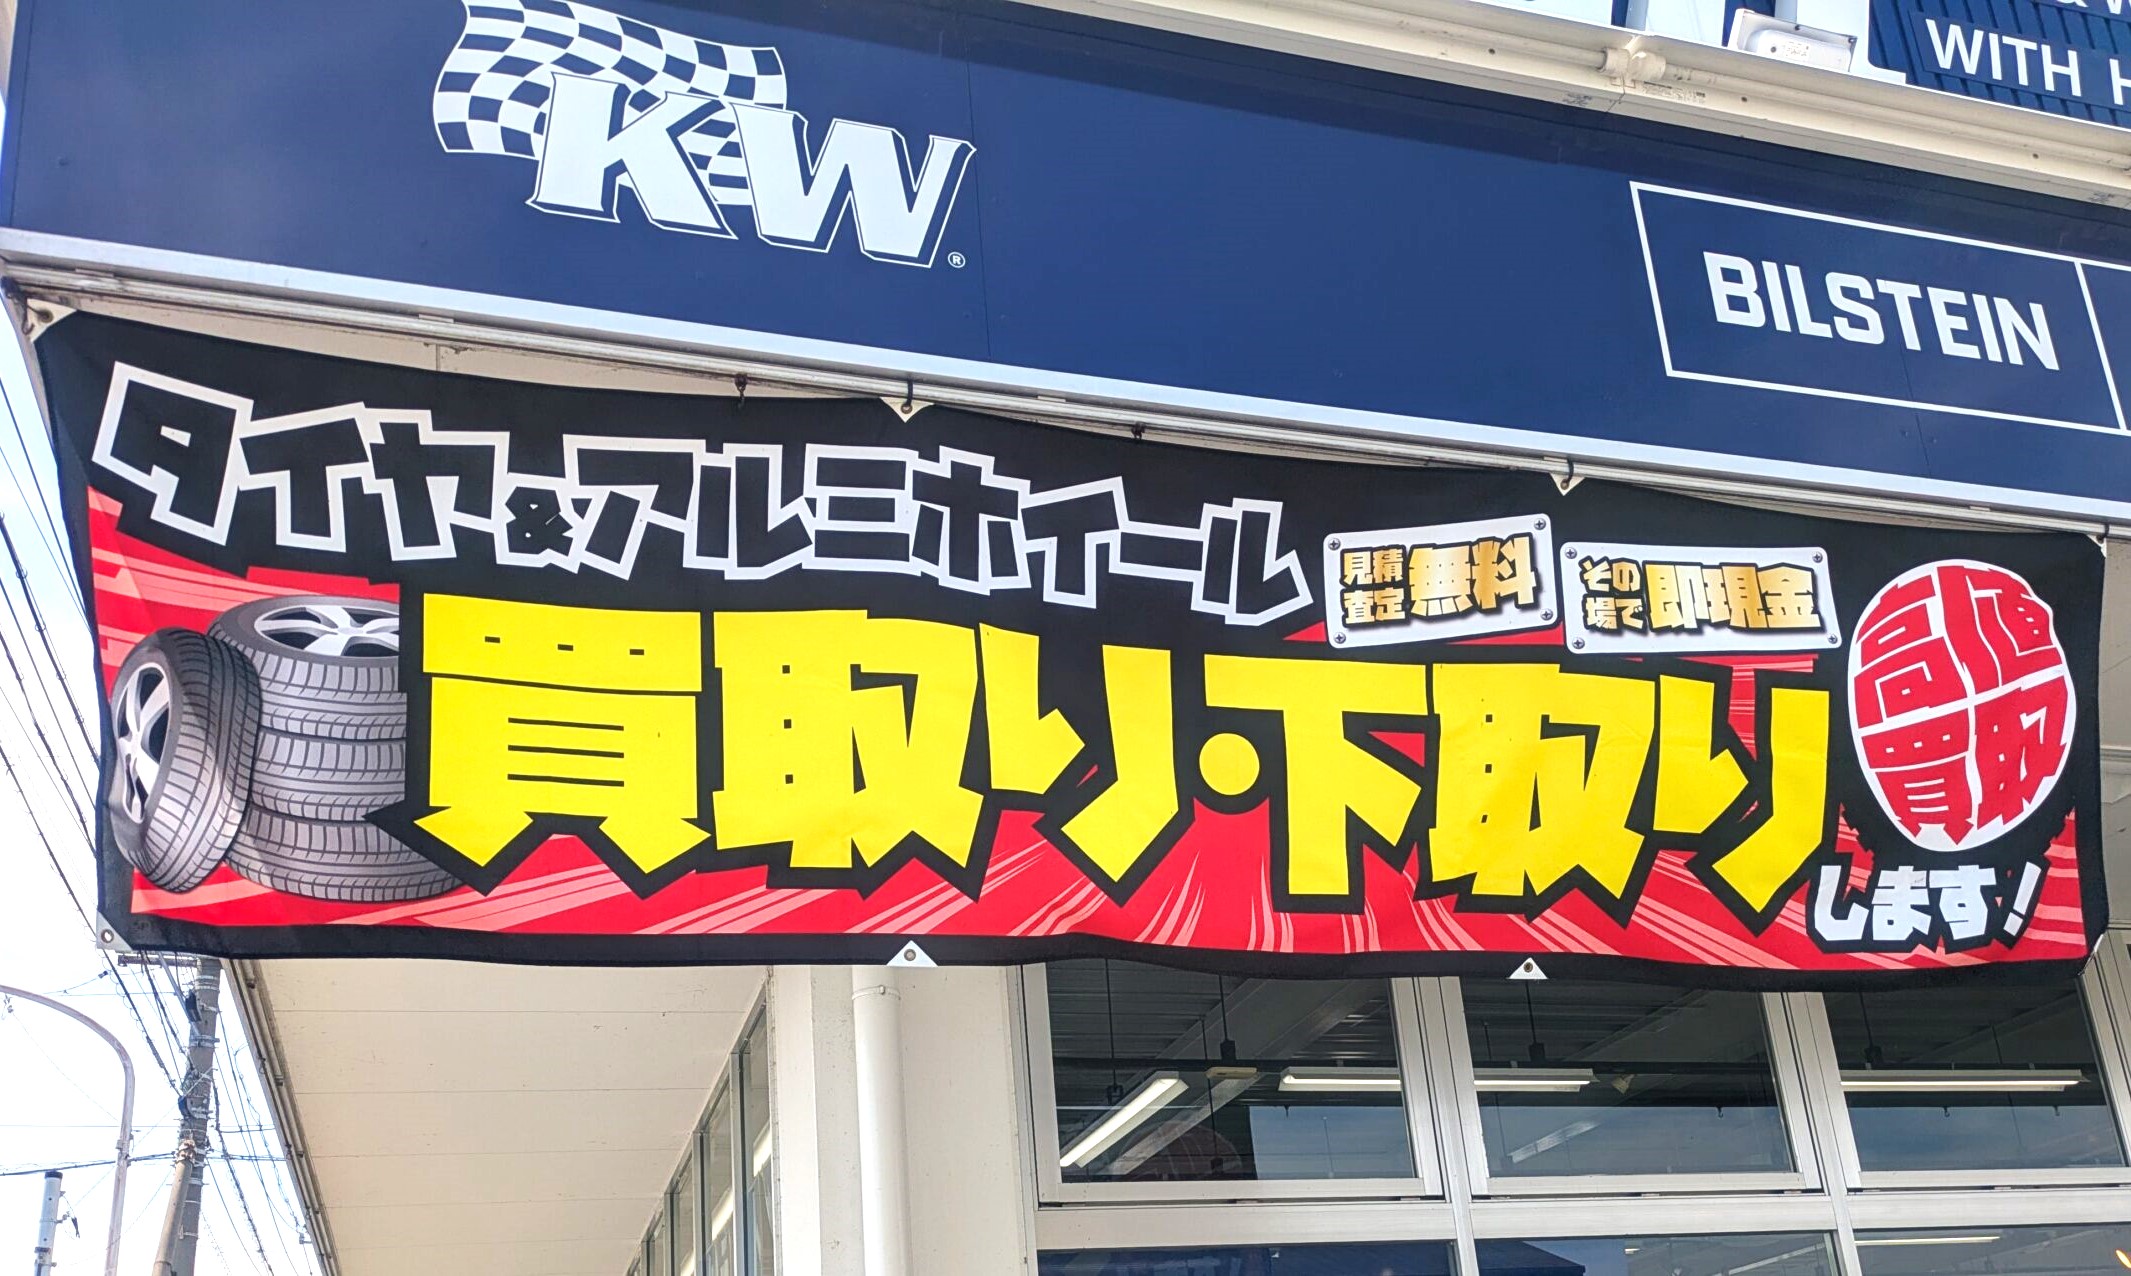 WITH H
KW
®
BILSTEIN
タイヤ&アルミホイール
見積
査定
無料
その
場で
即現金
買取り・下取り
高価
買取
します!